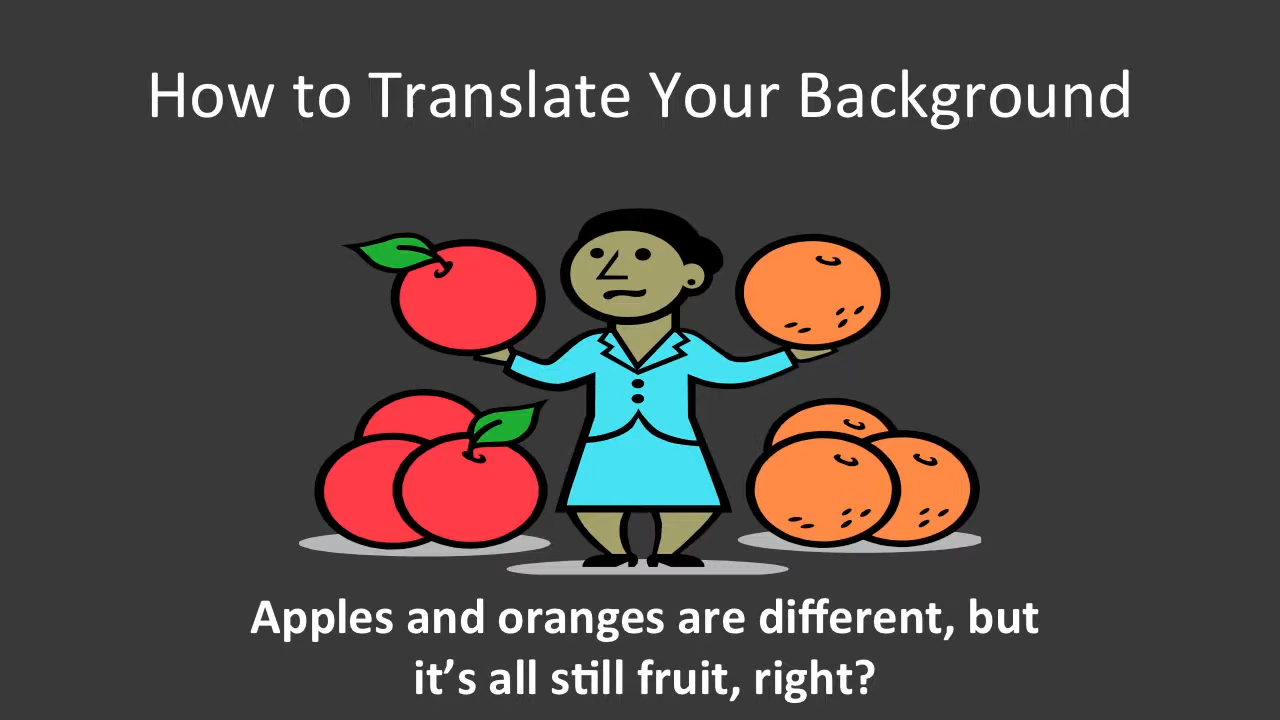 How to Translate Your Background
Apples and oranges are different, but
it’s all still fruit, right?